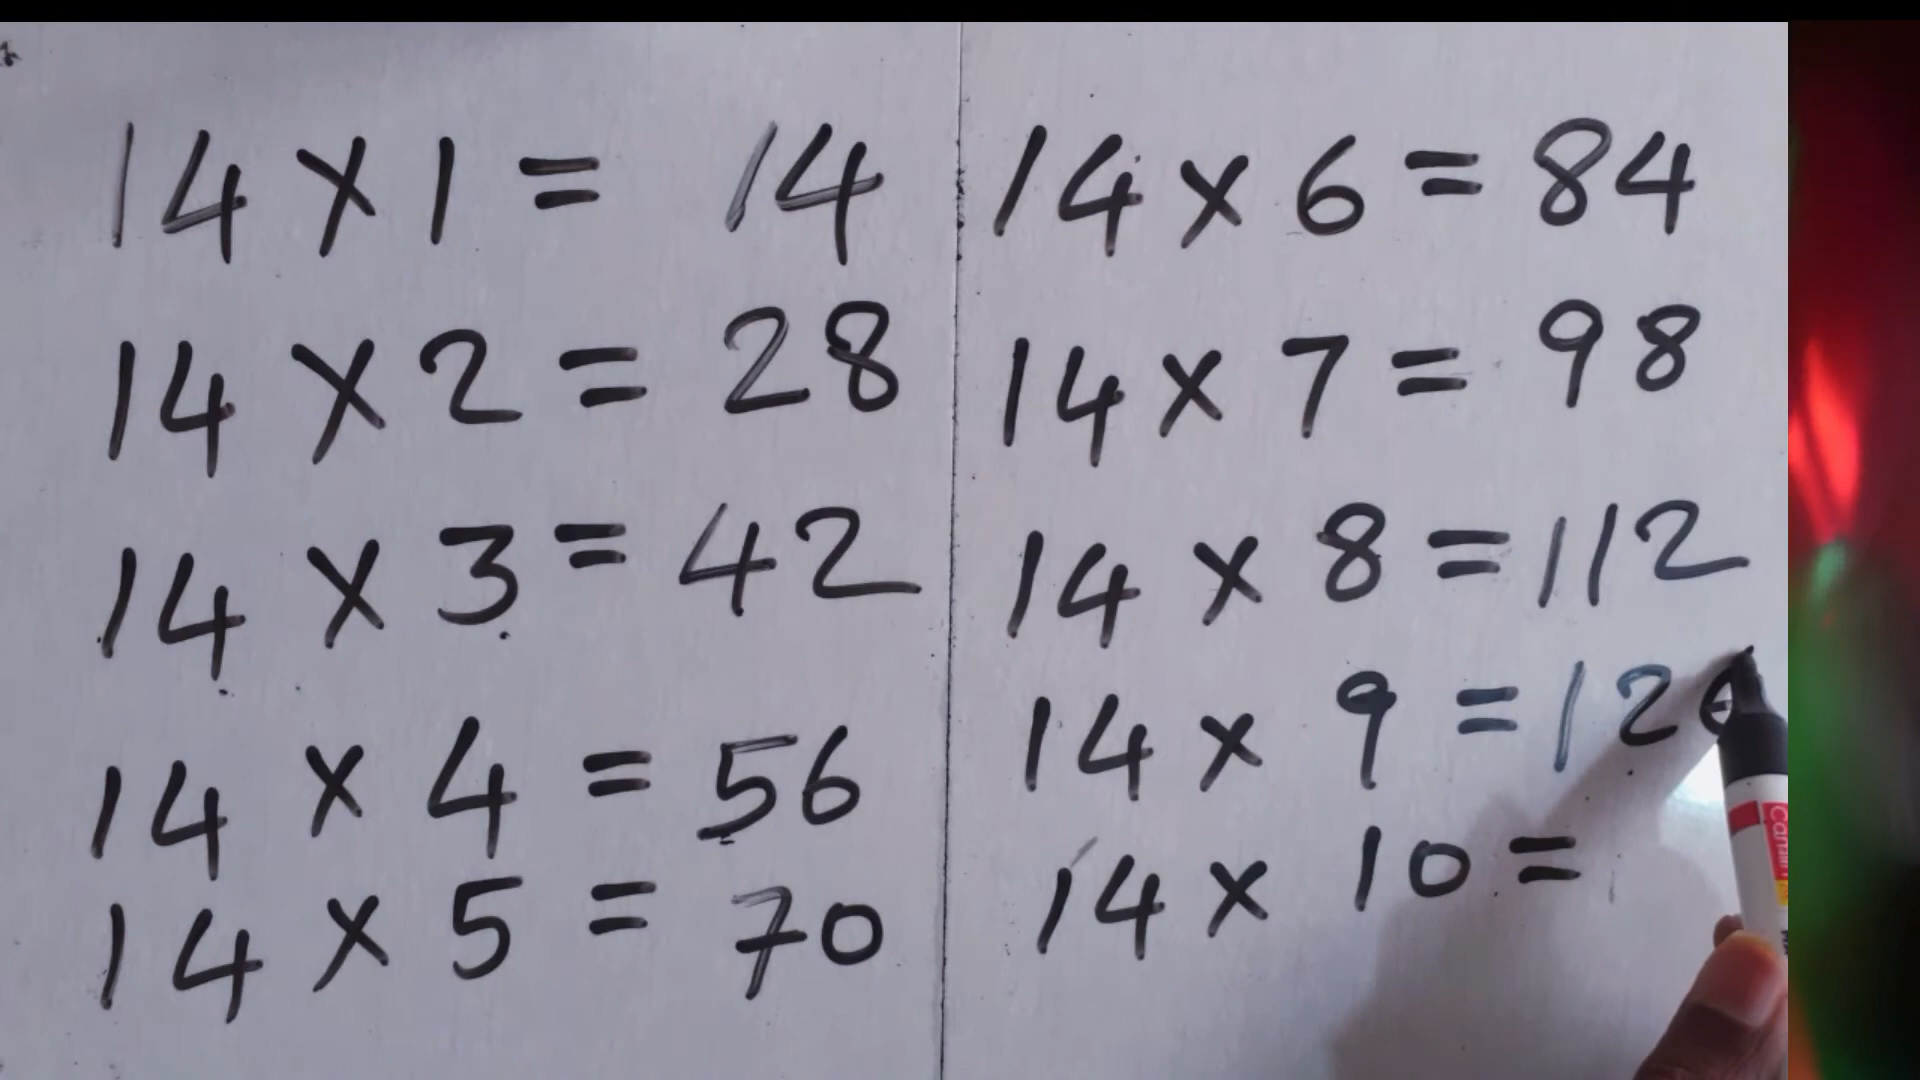 14 x 1 = 14
14 x 2 = 28
14 x 3 = 42
14 x 4 = 56
14 x 5 = 70
14 x 6 = 84
14 x 7 = 98
14 x 8 = 112
14 x 9 = 126
14 x 10 =